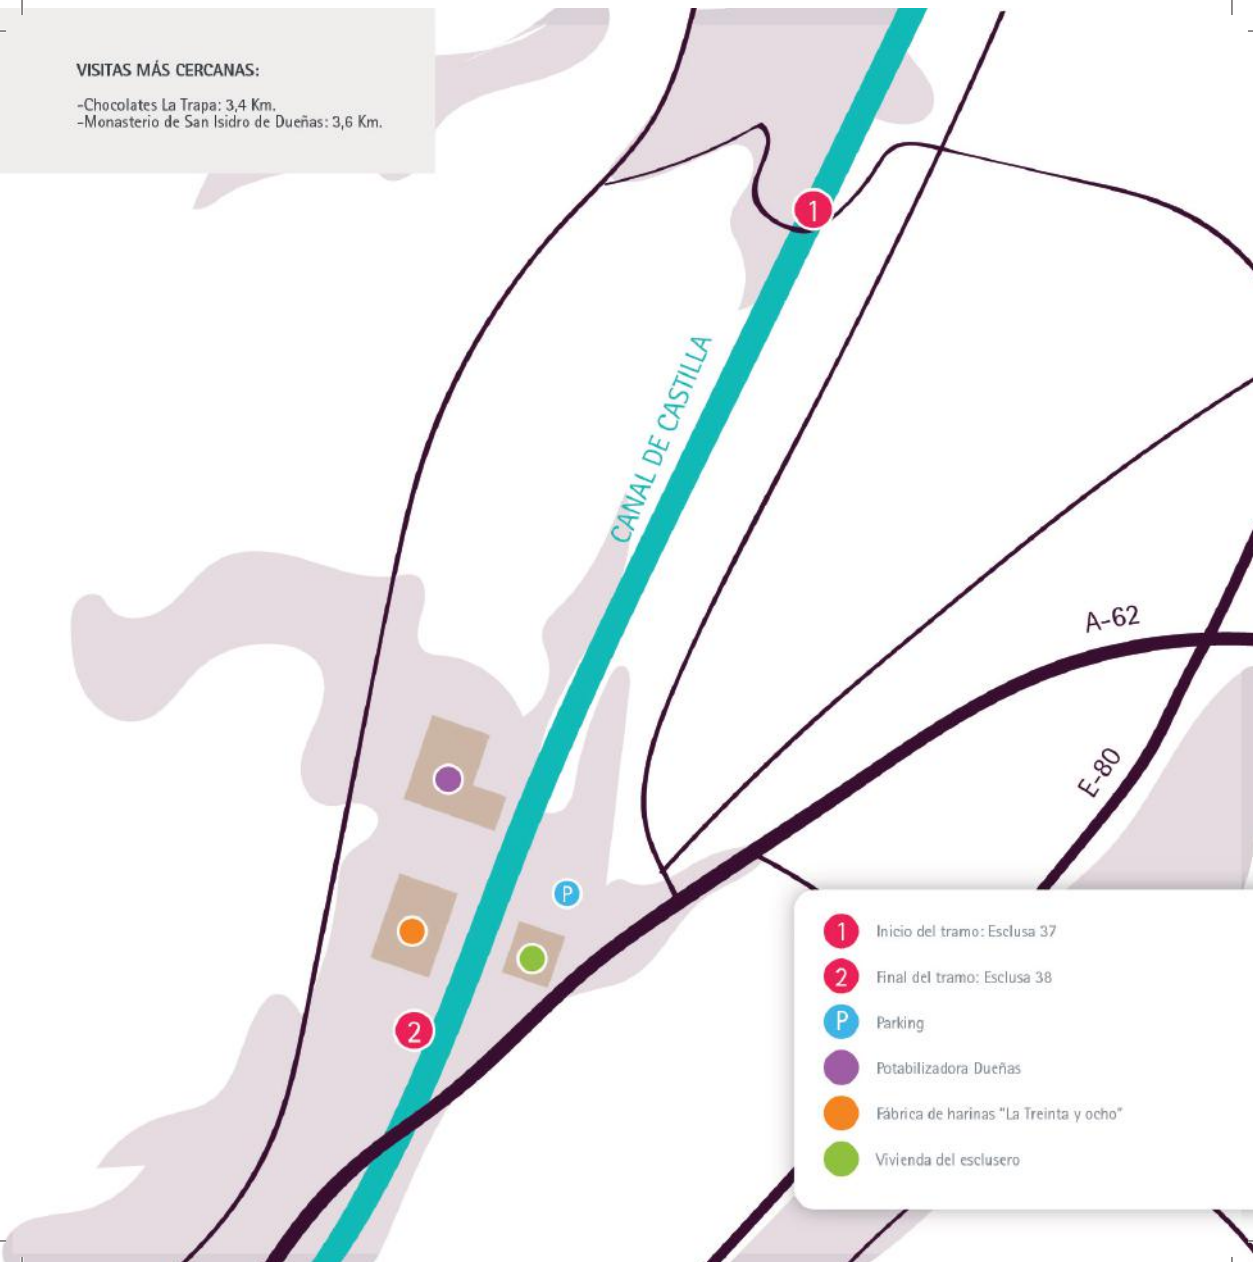 VISITAS MÁS CERCANAS:
-Chocolates La Trapa: 3,4 Km.
-Monasterio de San Isidro de Dueñas: 3,6 Km.
1
CANAL DE CASTILLA
A-62
E-80
P
2
1 Inicio del tramo: Esclusa 37
2 Final del tramo: Esclusa 38
P Parking
Potabilizadora Dueñas
Fábrica de harinas "La Treinta y ocho"
Vivienda del esclusero